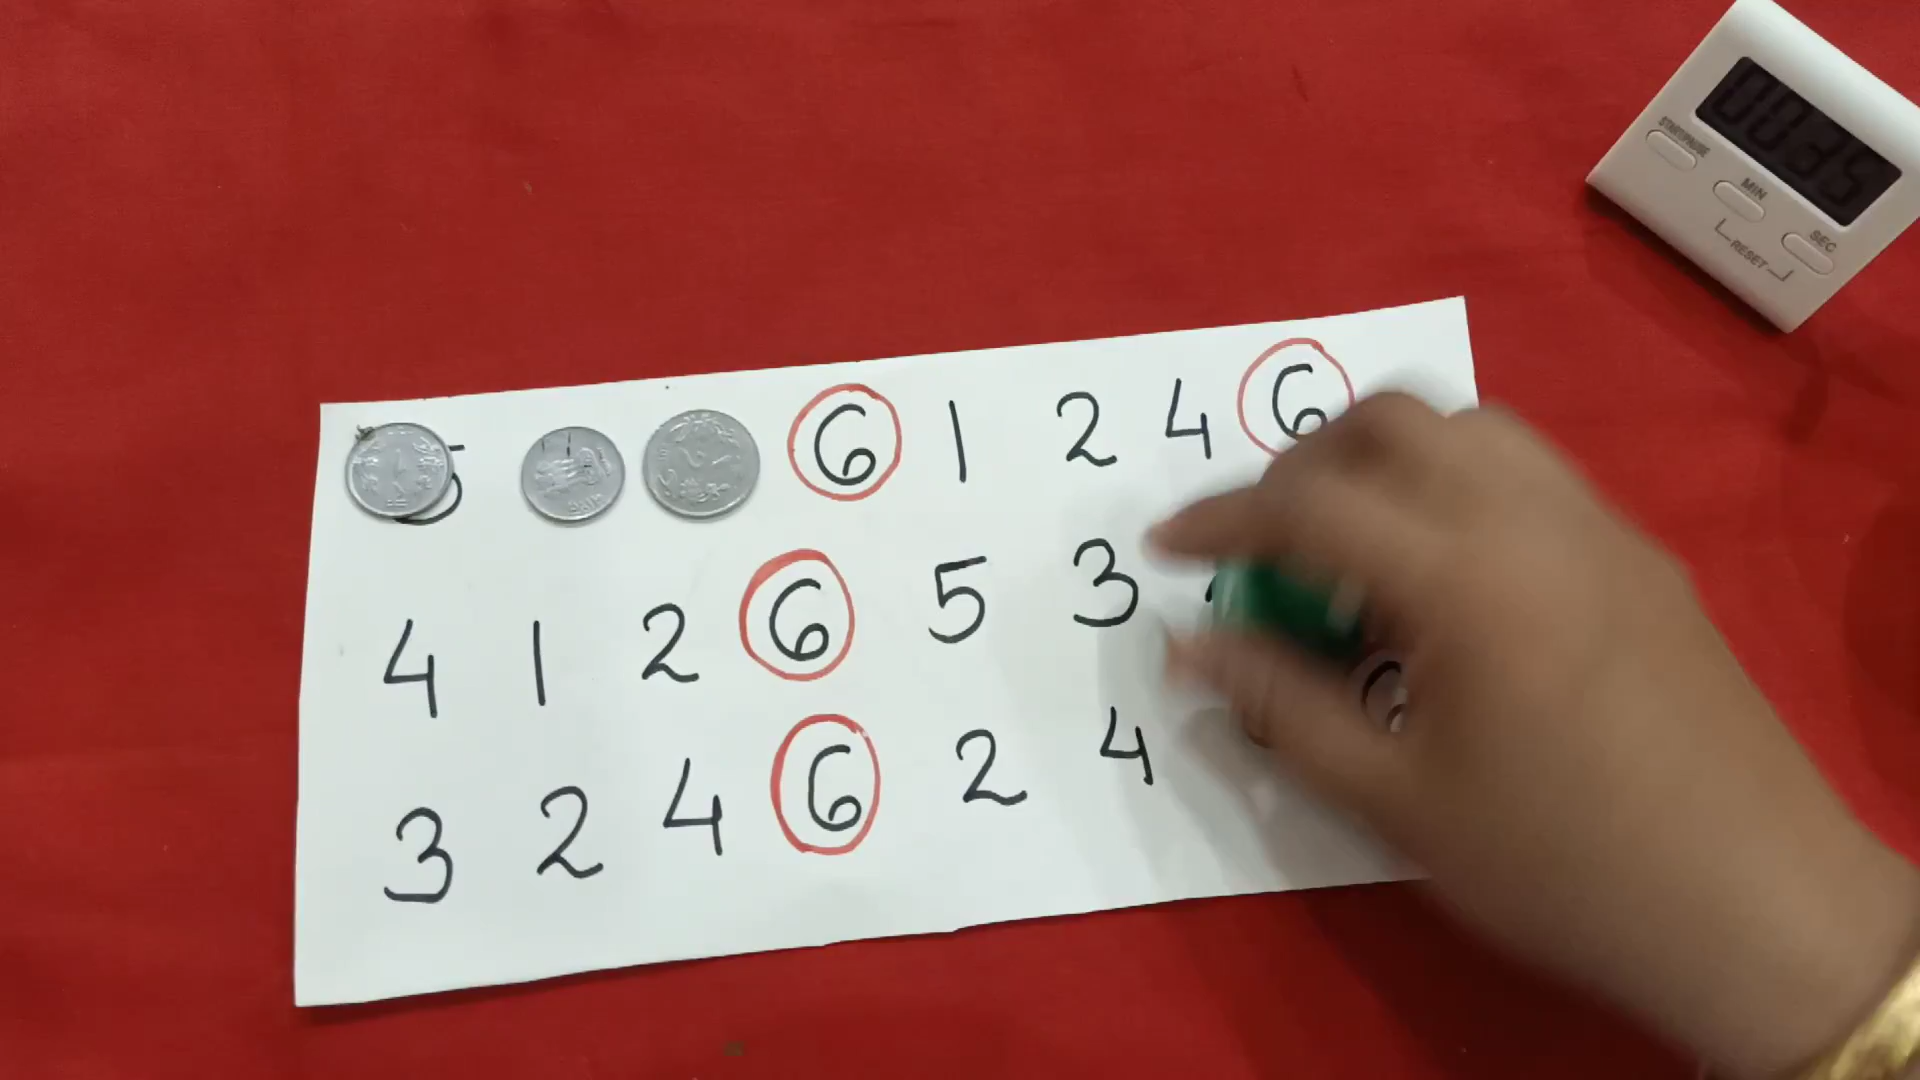 6 1 2 4 6
4 1 2 6 5 3
3 2 4 6 2 4
START/PAUSE
MIN
SEC
RESET